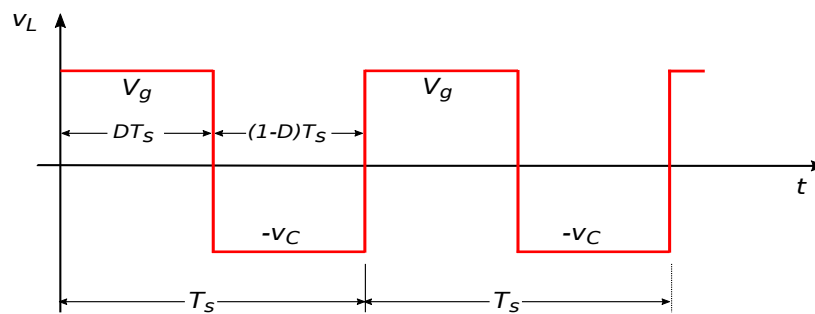 v_L
V_g
V_g
DT_s
(1-D)T_s
t
-v_C
-v_C
T_s
T_s